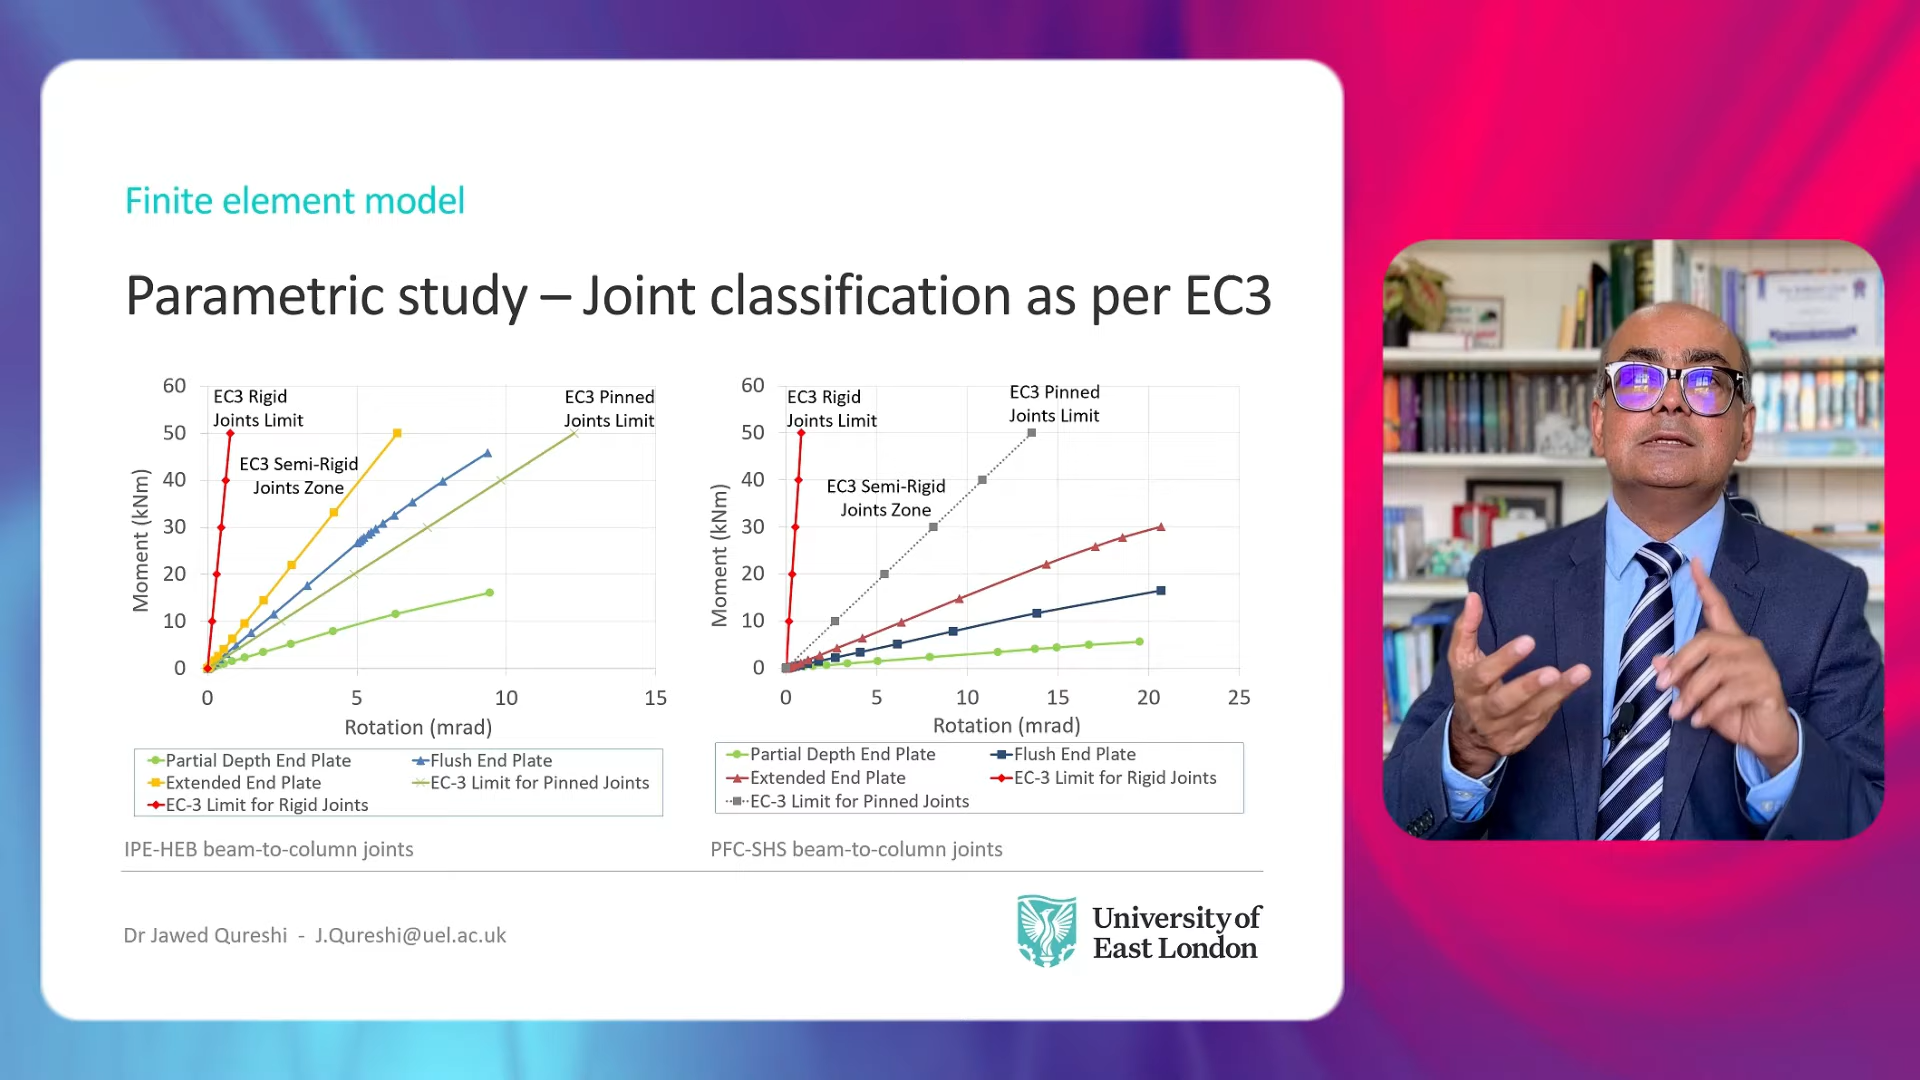 Finite element model
Parametric study – Joint classification as per EC3
60
50
40
30
20
10
0
Moment (kNm)
EC3 Rigid
Joints Limit
EC3 Pinned
Joints Limit
EC3 Semi-Rigid
Joints Zone
0 5 10 15
Rotation (mrad)
Partial Depth End Plate Flush End Plate
Extended End Plate EC-3 Limit for Pinned Joints
EC-3 Limit for Rigid Joints
IPE-HEB beam-to-column joints
60
50
40
30
20
10
0
Moment (kNm)
EC3 Rigid
Joints Limit
EC3 Pinned
Joints Limit
EC3 Semi-Rigid
Joints Zone
0 5 10 15 20 25
Rotation (mrad)
Partial Depth End Plate Flush End Plate
Extended End Plate EC-3 Limit for Rigid Joints
EC-3 Limit for Pinned Joints
PFC-SHS beam-to-column joints
Dr Jawed Qureshi - J.Qureshi@uel.ac.uk
University of
East London